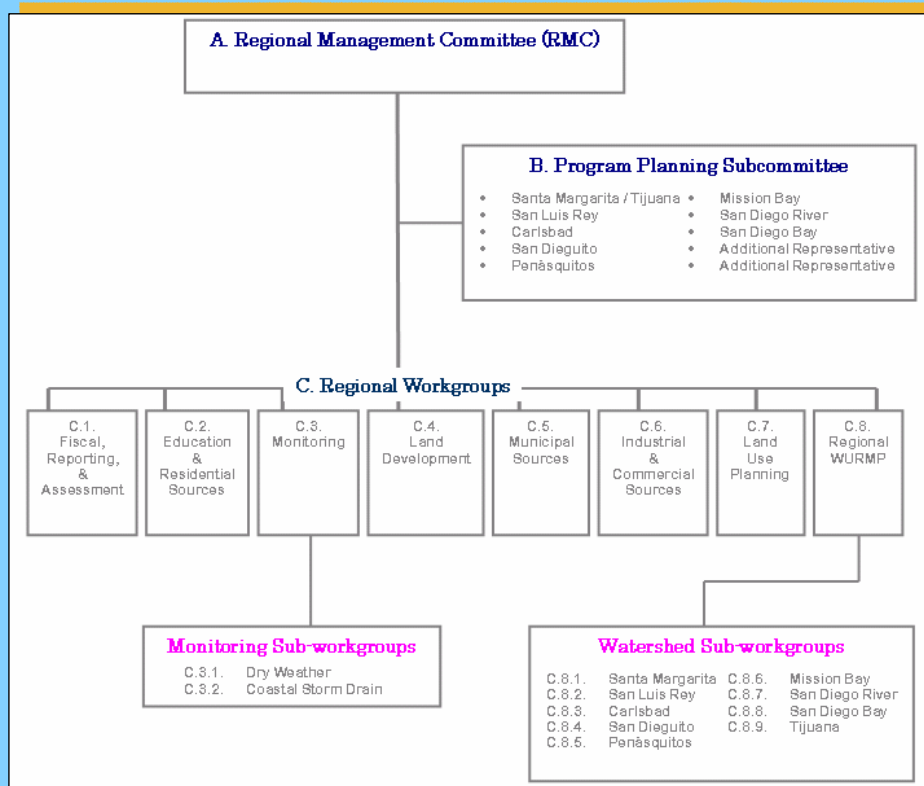 A. Regional Management Committee (RMC)
B. Program Planning Subcommittee
• Santa Margarita / Tijuana
• San Luis Rey
• Carlsbad
• San Dieguito
• Penàsquitos
• Mission Bay
• San Diego River
• San Diego Bay
• Additional Representative
• Additional Representative
C. Regional Workgroups
C.1.
Fiscal,
Reporting,
&
Assessment
C.2.
Education
&
Residential
Sources
C.3.
Monitoring
C.4.
Land
Development
C.5.
Municipal
Sources
C.6.
Industrial
&
Commercial
Sources
C.7.
Land
Use
Planning
C.8.
Regional
WURMP
Monitoring Sub-workgroups
C.3.1. Dry Weather
C.3.2. Coastal Storm Drain
Watershed Sub-workgroups
C.8.1. Santa Margarita
C.8.2. San Luis Rey
C.8.3. Carlsbad
C.8.4. San Dieguito
C.8.5. Penàsquitos
C.8.6. Mission Bay
C.8.7. San Diego River
C.8.8. San Diego Bay
C.8.9. Tijuana